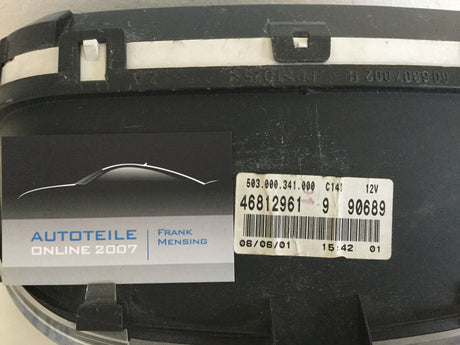 503.000.341.000 C141 12V
46812961 9 90689
06/06/01 15:42 01
AUTOTEILE
ONLINE 2007
FRANK
MENSING